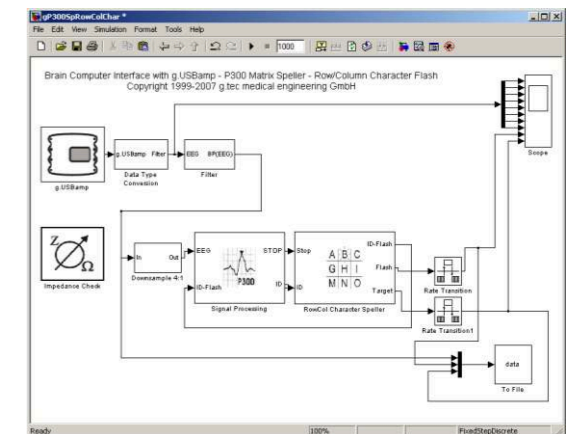 gP300SpRowColChar *
File Edit View Simulation Format Tools Help
1000
Brain Computer Interface with g.USBamp - P300 Matrix Speller - Row/Column Character Flash
Copyright 1999-2007 g.tec medical engineering GmbH
g.USBamp
g.USBamp Filter
Data Type
Conversion
EEG BP(EEG)
Filter
Scope
Z
Ω
Impedance Check
In Out
Downsample 4:1
EEG STOP
P300
ID-Flash ID
Signal Processing
Stop ID-Flash
A B C
G H I
M N O
Flash
ID Target
RowCol Character Speller
Rate Transition
Rate Transition1
data
To File
Ready 100% FixedStepDiscrete